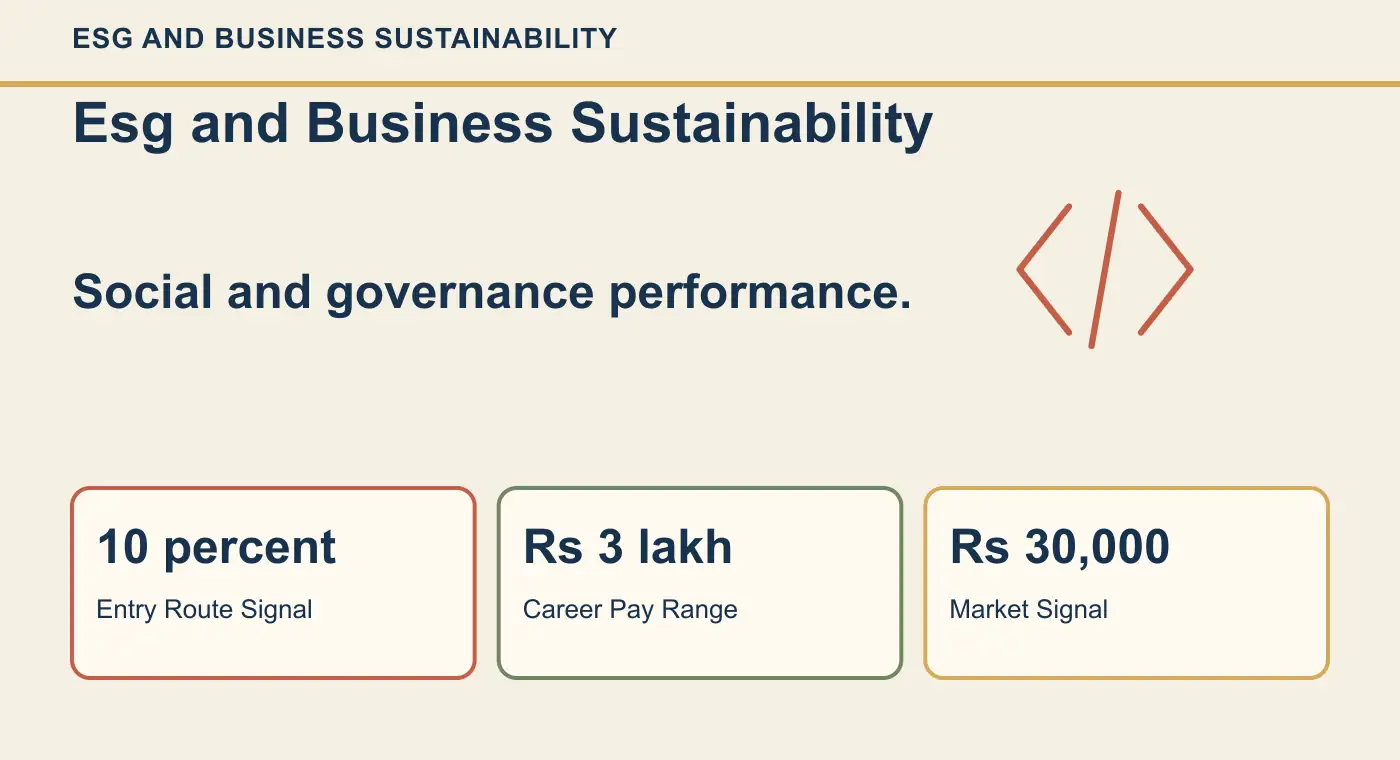 ESG AND BUSINESS SUSTAINABILITY
Esg and Business Sustainability
Social and governance performance.
10 percent
Entry Route Signal
Rs 3 lakh
Career Pay Range
Rs 30,000
Market Signal